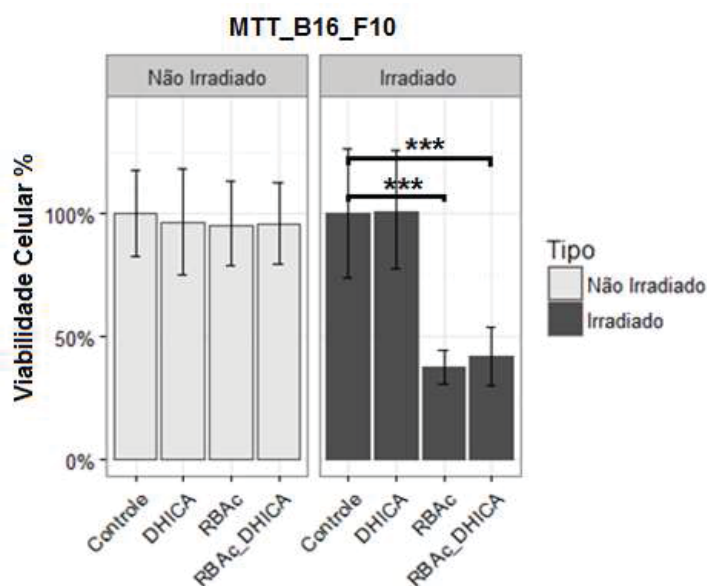 MTT_B16_F10
Não Irradiado
Irradiado
Viabilidade Celular %
100%
50%
0%
***
***
Controle
DHICA
RBAc
RBAc_DHICA
Controle
DHICA
RBAc
RBAc_DHICA
Tipo
Não Irradiado
Irradiado